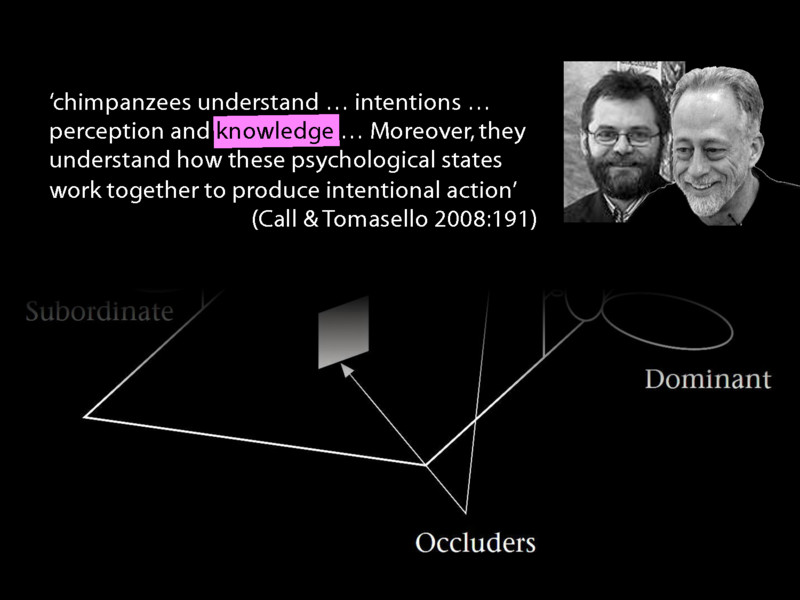 ‘chimpanzees understand … intentions …
perception and knowledge … Moreover, they
understand how these psychological states
work together to produce intentional action’
(Call & Tomasello 2008:191)
Subordinate
Dominant
Occluders